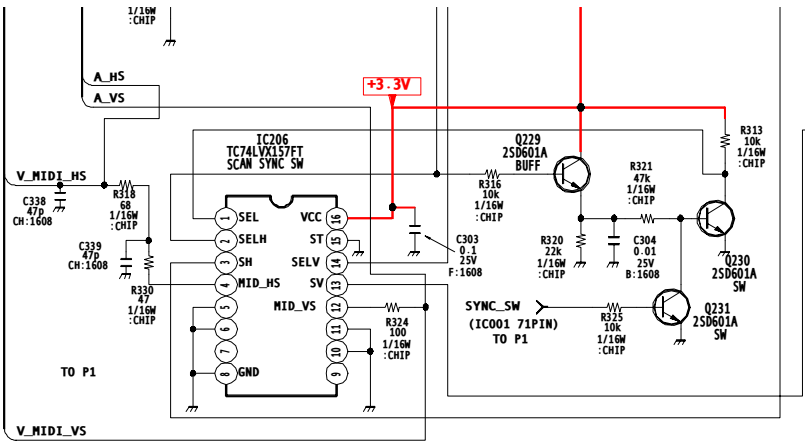 1/16W
:CHIP
A_HS
A_VS
+3.3V
IC206
TC74LVX157FT
SCAN SYNC SW
Q229
2SD601A
BUFF
R313
10k
1/16W
:CHIP
R321
47k
1/16W
:CHIP
V_MIDI_HS
C338
47p
CH:1608
R318
68
1/16W
:CHIP
R316
10k
1/16W
:CHIP
1 SEL
2 SELH
3 SH
4 MID_HS
5
6
7
8 GND
VCC 16
ST 15
SELV 14
SV 13
MID_VS 12
11
10
9
C303
0.1
25V
F:1608
R320
22k
1/16W
:CHIP
C304
0.01
25V
B:1608
Q230
2SD601A
SW
C339
47p
CH:1608
R330
47
1/16W
:CHIP
R324
100
1/16W
:CHIP
SYNC_SW
(IC001 71PIN)
TO P1
R325
10k
1/16W
:CHIP
Q231
2SD601A
SW
TO P1
V_MIDI_VS